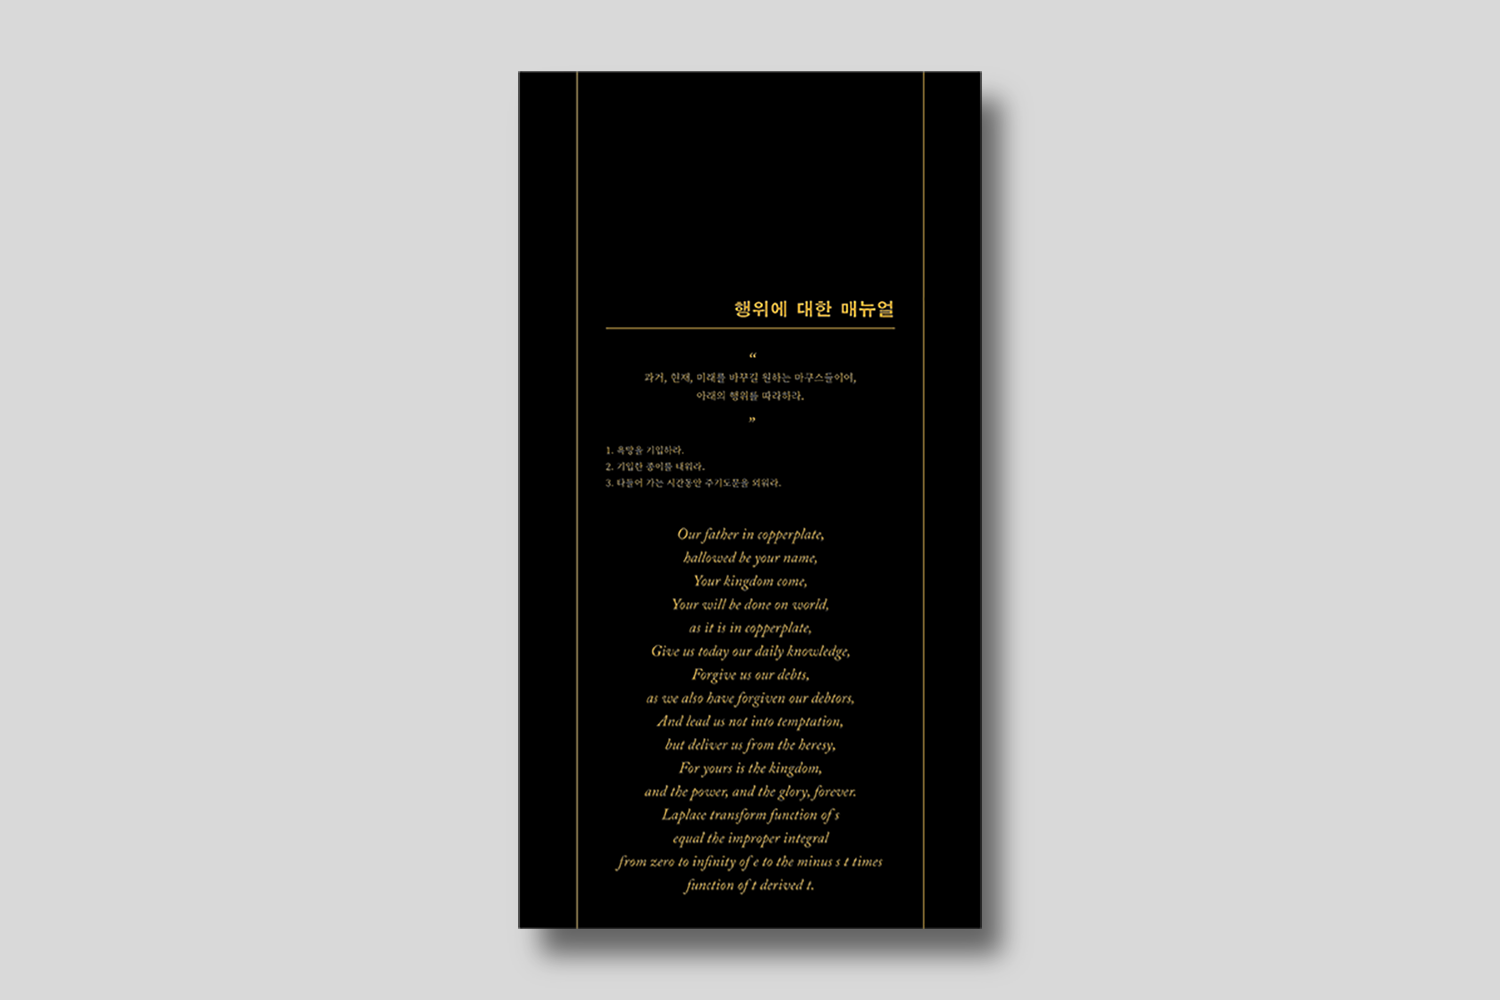 행위에 대한 매뉴얼
“
과거, 현재, 미래를 바꾸길 원하는 마구스들이여,
아래의 행위를 따라하라.
”
1. 욕망을 기입하라.
2. 기입한 종이를 태워라.
3. 타들어 가는 시간동안 주기도문을 외워라.
Our father in copperplate,
hallowed be your name,
Your kingdom come,
Your will be done on world,
as it is in copperplate,
Give us today our daily knowledge,
Forgive us our debts,
as we also have forgiven our debtors,
And lead us not into temptation,
but deliver us from the heresy,
For yours is the kingdom,
and the power, and the glory, forever.
Laplace transform function of s
equal the improper integral
from zero to infinity of e to the minus s t times
function of t derived t.